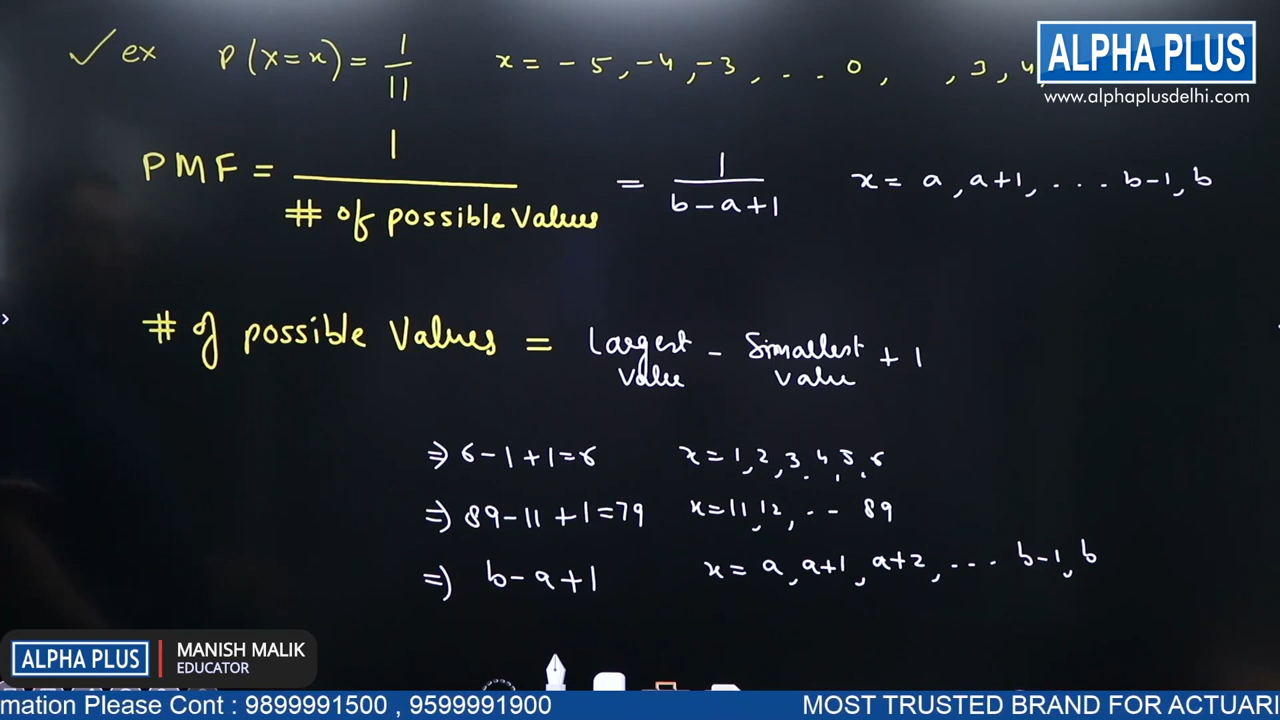 ✓ ex P(X=x) = 1/11 x = -5, -4, -3, ... 0, , 3, 4,
ALPHA PLUS
www.alphaplusdelhi.com
PMF = 1/# of possible Values = 1/b-a+1 x = a, a+1, .... b-1, b
# of possible Values = Largest Value - Smallest Value + 1
⇒ 6-1+1=6 x=1,2,3,4,5,6
⇒ 89-11+1=79 x=11,12, -- 89
⇒ b-a+1 x= a, a+1, a+2, .... b-1, b
ALPHA PLUS
MANISH MALIK
EDUCATOR
mation Please Cont : 9899991500 , 9599991900 MOST TRUSTED BRAND FOR ACTUARI